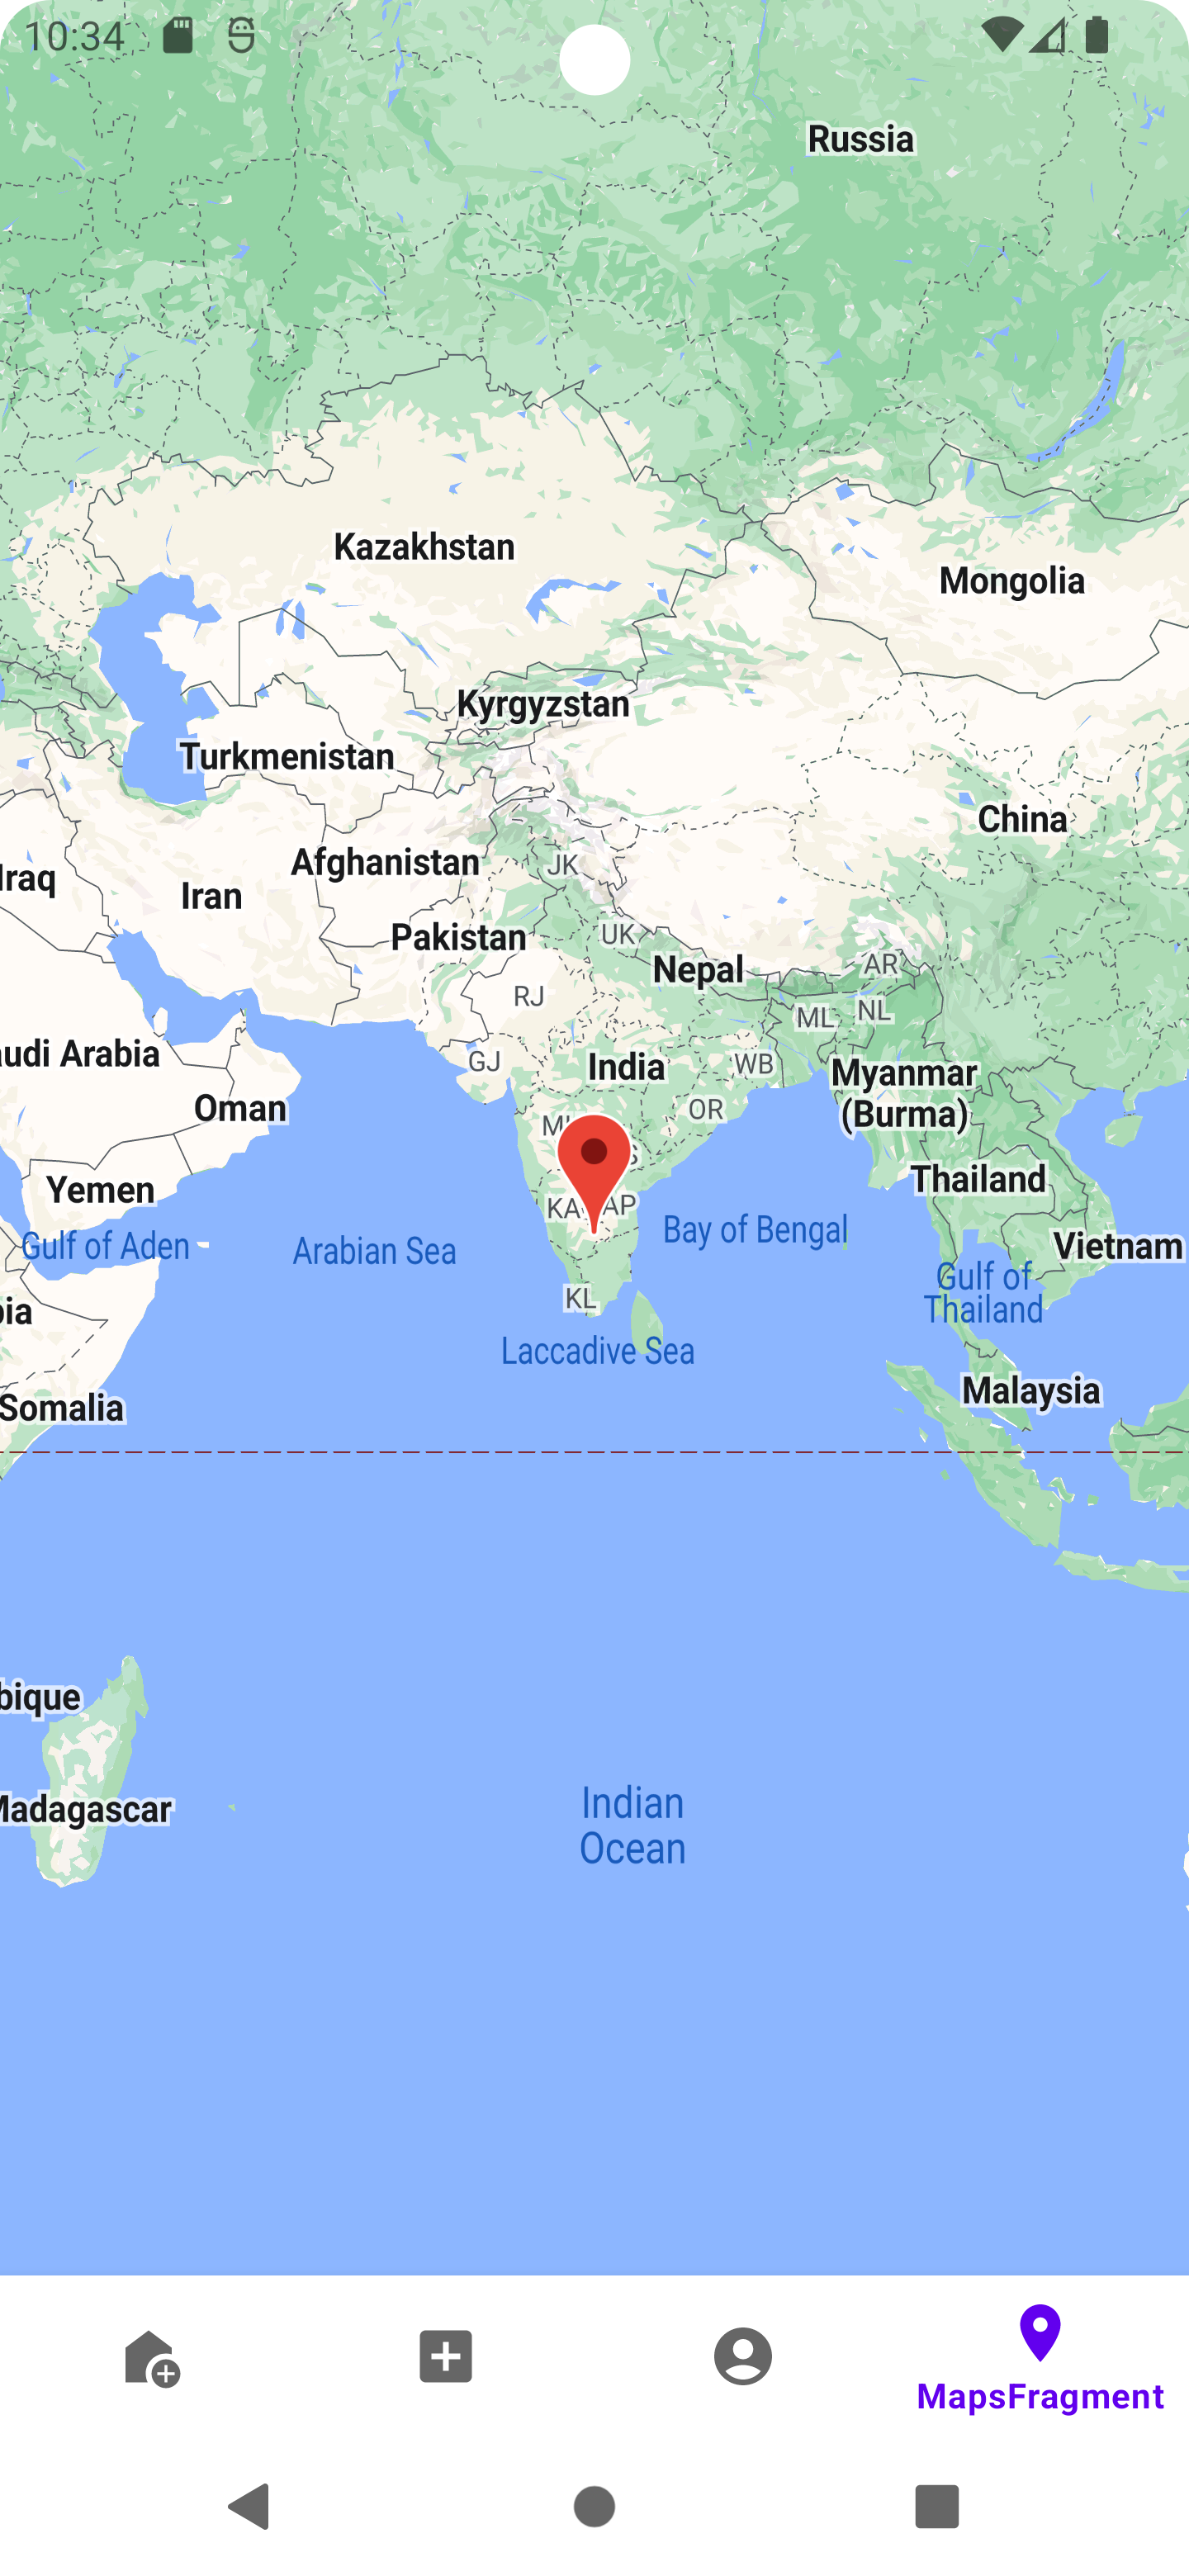 10:34
Russia
Kazakhstan
Mongolia
Kyrgyzstan
Turkmenistan
China
Afghanistan
JK
Iraq
Iran
Pakistan
UK
Nepal
AR
RJ
ML
NL
audi Arabia
GJ
India
WB
Myanmar
(Burma)
Oman
OR
Thailand
Yemen
KA
AP
Gulf of Aden
Arabian Sea
Bay of Bengal
Vietnam
Gulf of
Thailand
KL
bia
Laccadive Sea
Malaysia
Somalia
bique
Madagascar
Indian
Ocean
MapsFragment